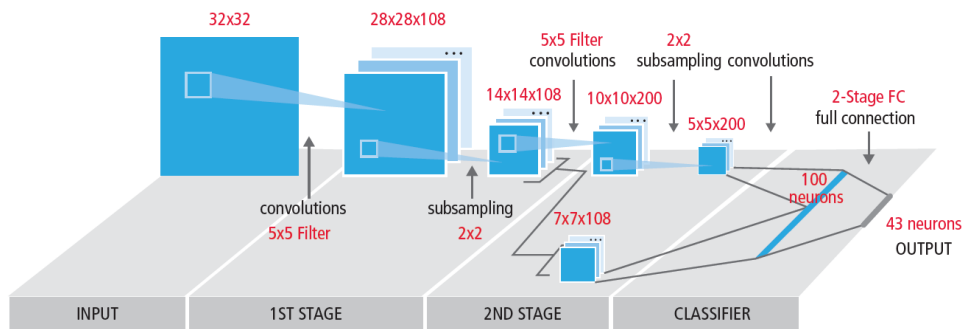 32x32
28x28x108
5x5 Filter
convolutions
2x2
subsampling
convolutions
14x14x108
10x10x200
5x5x200
2-Stage FC
full connection
convolutions
5x5 Filter
subsampling
2x2
7x7x108
100
neurons
43 neurons
OUTPUT
INPUT
1ST STAGE
2ND STAGE
CLASSIFIER